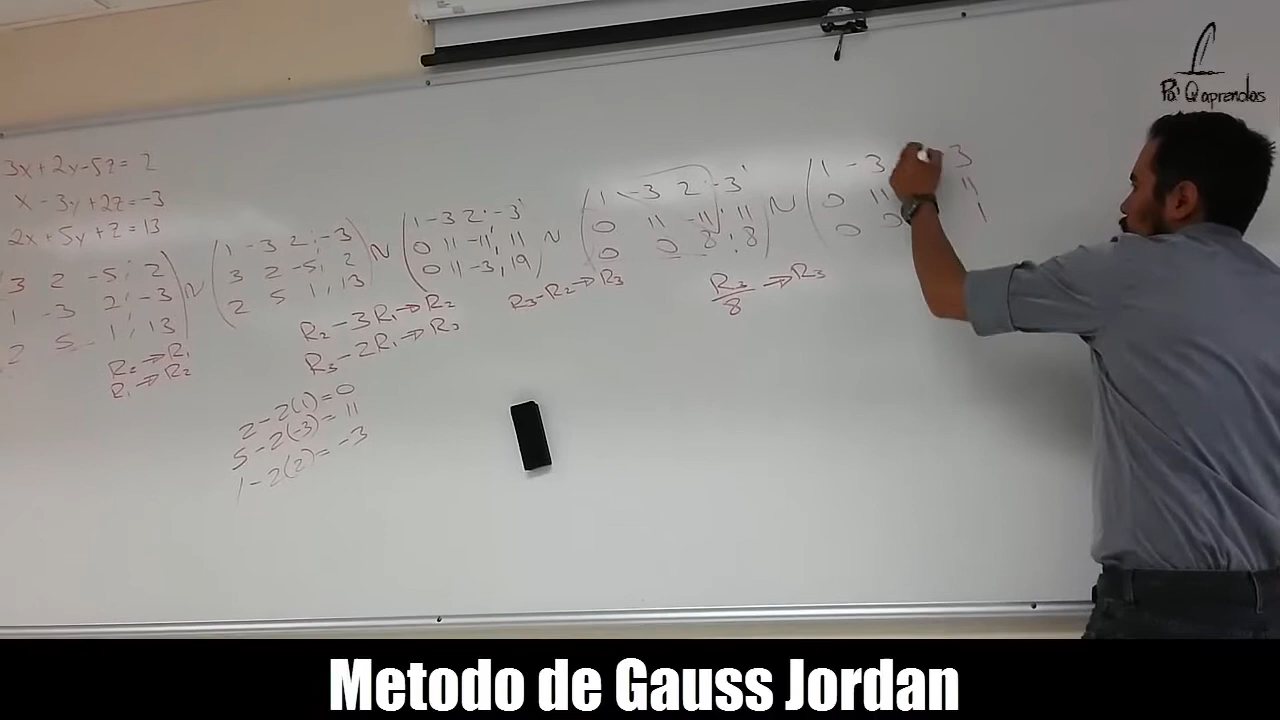 Pa' Q' aprendas
3x+2y-5z=2
x-3y+2z=-3
2x+5y+z=13
3 2 -5 ¦ 2
1 -3 2 ¦ -3
2 5 1 ¦ 13
R2→R1
R1→R2
~
1 -3 2 ¦ -3
3 2 -5 ¦ 2
2 5 1 ¦ 13
R2-3R1→R2
R3-2R1→R3
2-2(1)=0
5-2(-3)=11
1-2(2)=-3
~
1 -3 2 ¦ -3
0 11 -11 ¦ 11
0 11 -3 ¦ 19
R3-R2→R3
~
1 -3 2 ¦ -3
0 11 -11 ¦ 11
0 0 8 ¦ 8
R3/8→R3
~
1 -3 3
0 11 11
0 0 1
Metodo de Gauss Jordan